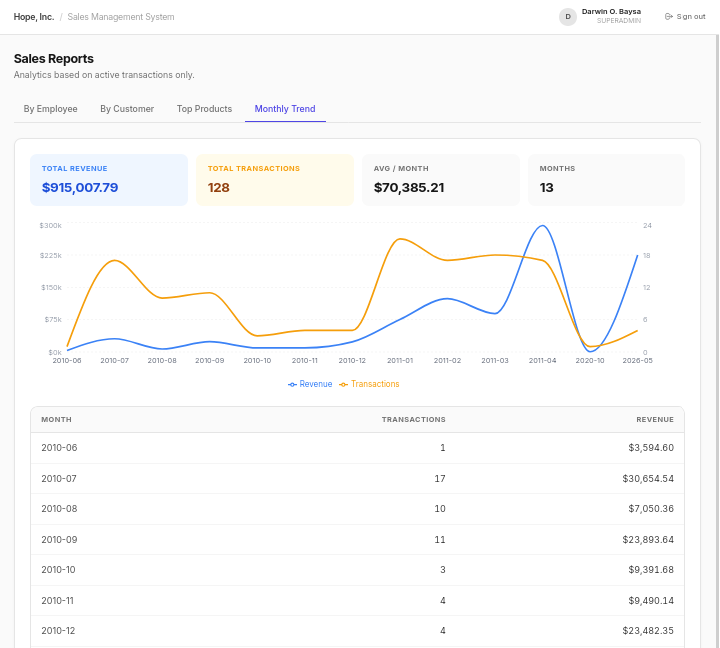 Hope, Inc. / Sales Management System
D
Darwin O. Baysa
SUPERADMIN
Sign out
Sales Reports
Analytics based on active transactions only.
By Employee By Customer Top Products Monthly Trend
TOTAL REVENUE
$915,007.79
TOTAL TRANSACTIONS
128
AVG / MONTH
$70,385.21
MONTHS
13
$300k 24
$225k 18
$150k 12
$75k 6
$0k 0
2010-06 2010-07 2010-08 2010-09 2010-10 2010-11 2010-12 2011-01 2011-02 2011-03 2011-04 2020-10 2026-05
Revenue Transactions
MONTH TRANSACTIONS REVENUE
2010-06 1 $3,594.60
2010-07 17 $30,654.54
2010-08 10 $7,050.36
2010-09 11 $23,893.64
2010-10 3 $9,391.68
2010-11 4 $9,490.14
2010-12 4 $23,482.35